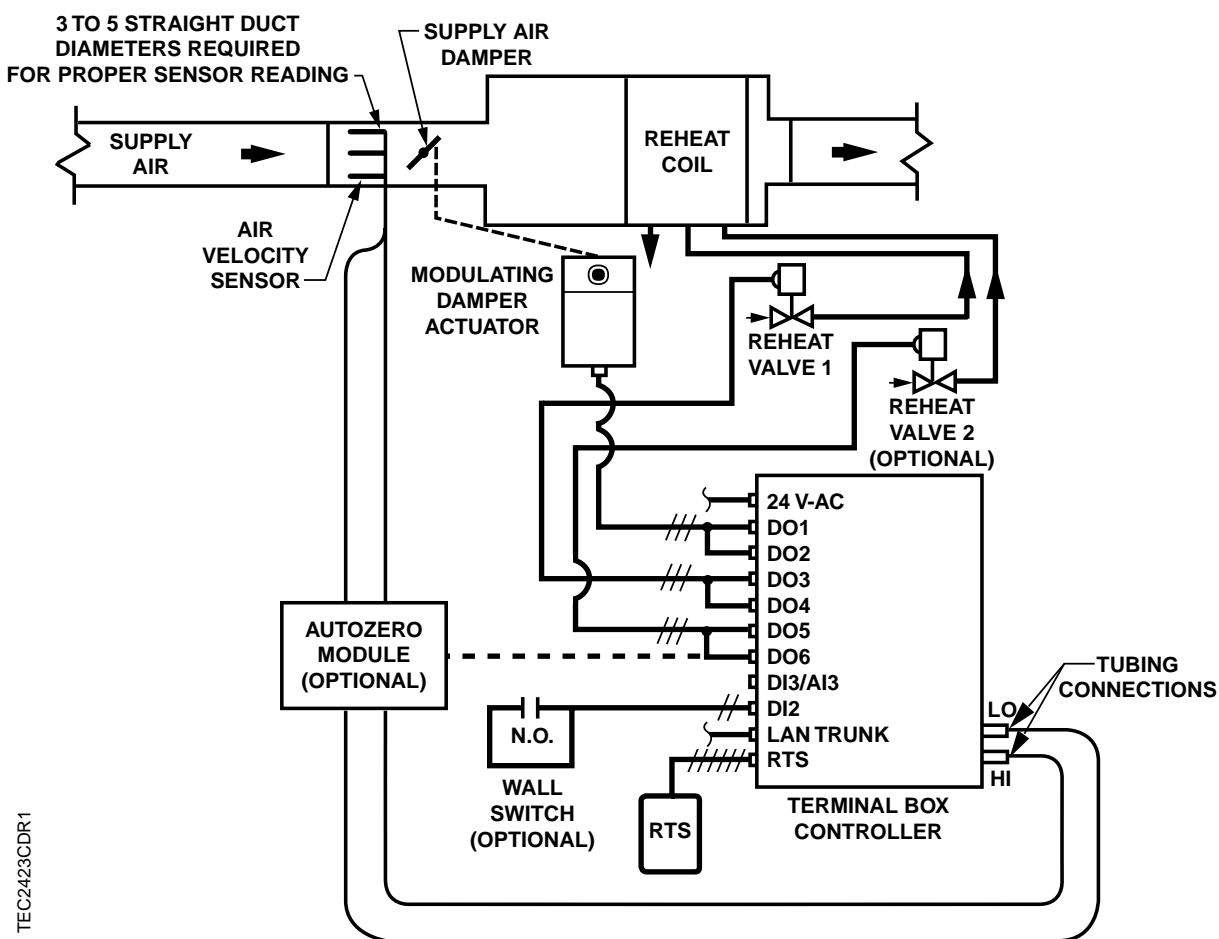 3 TO 5 STRAIGHT DUCT
DIAMETERS REQUIRED
FOR PROPER SENSOR READING
SUPPLY AIR
DAMPER
SUPPLY
AIR
REHEAT
COIL
AIR
VELOCITY
SENSOR
MODULATING
DAMPER
ACTUATOR
REHEAT
VALVE 1
REHEAT
VALVE 2
(OPTIONAL)
24 V-AC
DO1
DO2
DO3
DO4
DO5
DO6
DI3/AI3
DI2
LAN TRUNK
RTS
AUTOZERO
MODULE
(OPTIONAL)
TUBING
CONNECTIONS
LO
HI
N.O.
WALL
SWITCH
(OPTIONAL)
RTS
TERMINAL BOX
CONTROLLER
TEC2423CDR1